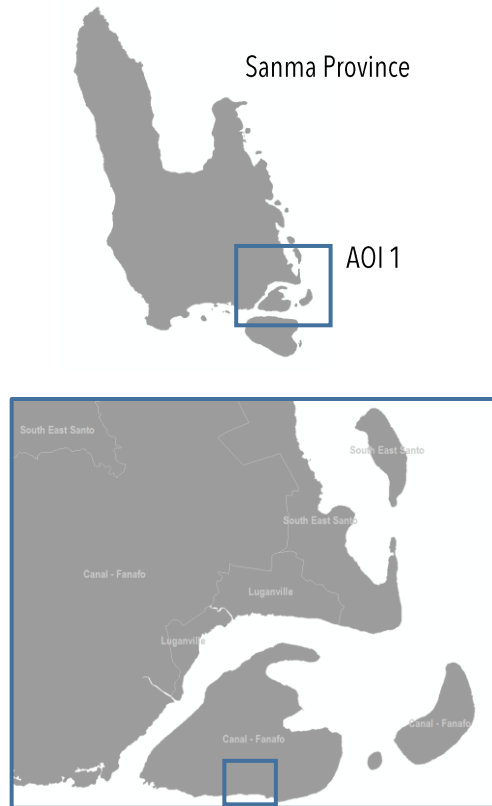 Sanma Province
AOI 1
South East Santo
South East Santo
South East Santo
Canal - Fanafo
Luganville
Luganville
Canal - Fanafo
Canal - Fanafo